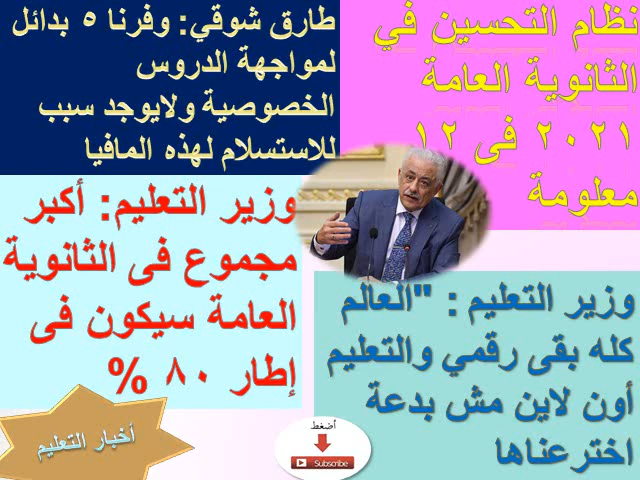 نظام التحسين في
الثانوية العامة
٢٠٢١ فى ١٢
معلومة
طارق شوقي: وفرنا ٥ بدائل
لمواجهة الدروس
الخصوصية ولايوجد سبب
للاستسلام لهذه المافيا
وزير التعليم: أكبر
مجموع فى الثانوية
العامة سيكون فى
إطار ٨٠ %
وزير التعليم : "العالم
كله بقى رقمي والتعليم
أون لاين مش بدعة
اخترعناها
أخبار التعليم
أضغط
Subscribe